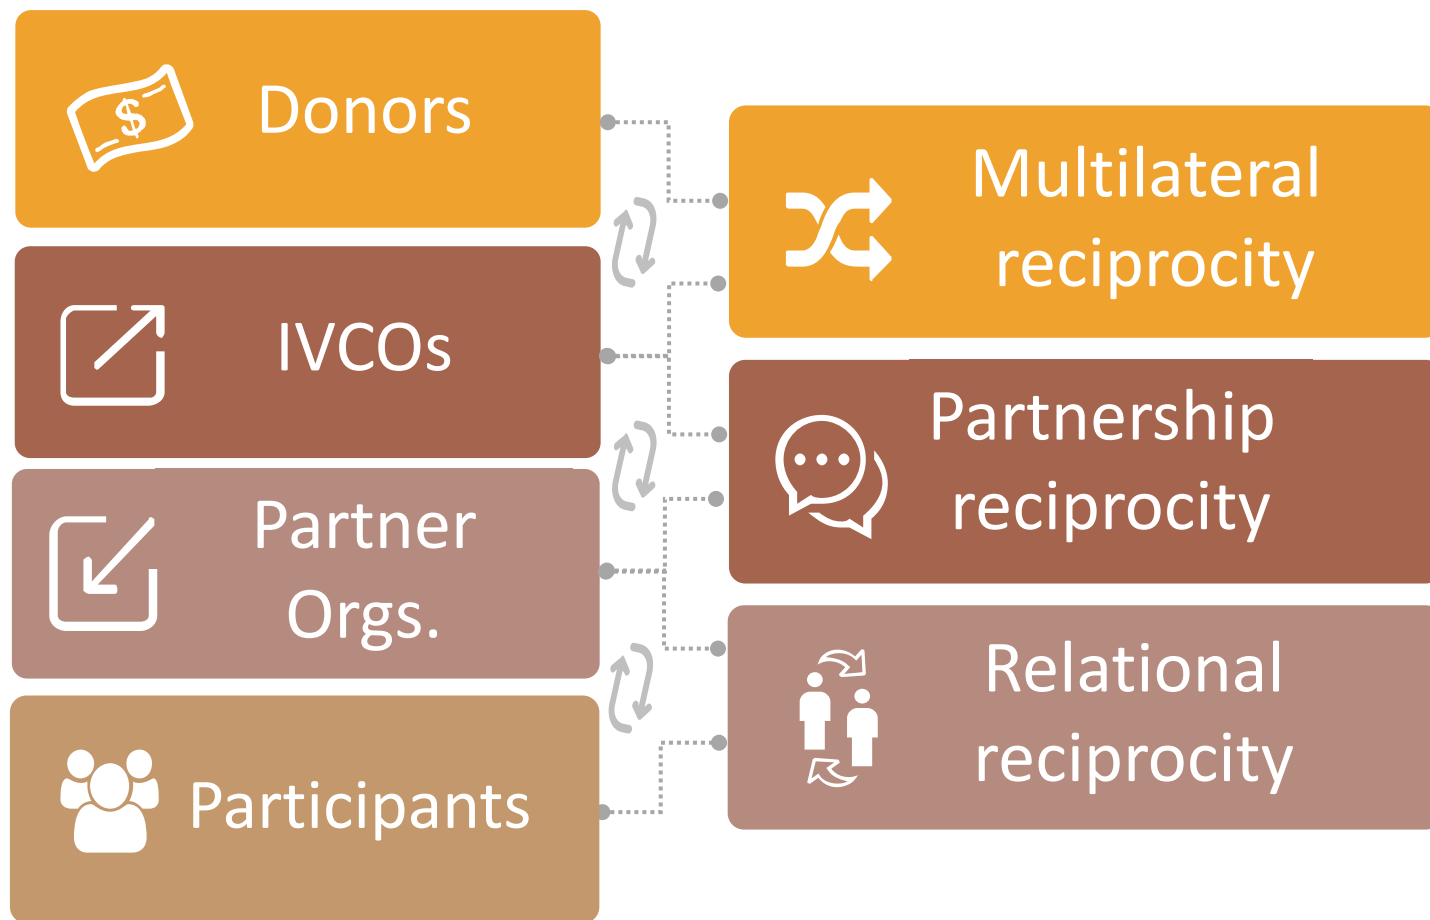 Donors
IVCOs
Partner
Orgs.
Participants
Multilateral
reciprocity
Partnership
reciprocity
Relational
reciprocity